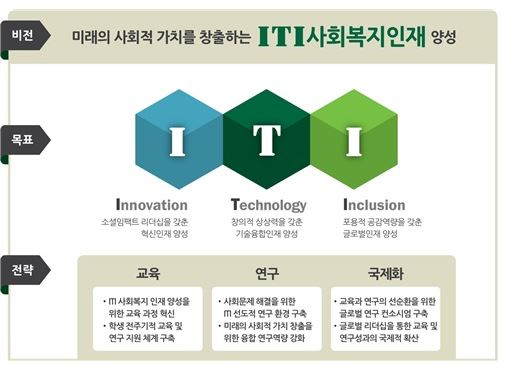 비전
미래의 사회적 가치를 창출하는 ITI사회복지인재 양성
목표
I T I
Innovation
소셜임팩트 리더십을 갖춘
혁신인재 양성
Technology
창의적 상상력을 갖춘
기술융합인재 양성
Inclusion
포용적 공감역량을 갖춘
글로벌인재 양성
전략
교육
• ITI 사회복지 인재 양성을
위한 교육 과정 혁신
• 학생 전주기적 교육 및
연구 지원 체계 구축
연구
• 사회문제 해결을 위한
ITI 선도적 연구 환경 구축
• 미래의 사회적 가치 창출을
위한 융합 연구역량 강화
국제화
• 교육과 연구의 선순환을 위한
글로벌 연구 컨소시엄 구축
• 글로벌 리더십을 통한 교육 및
연구성과의 국제적 확산